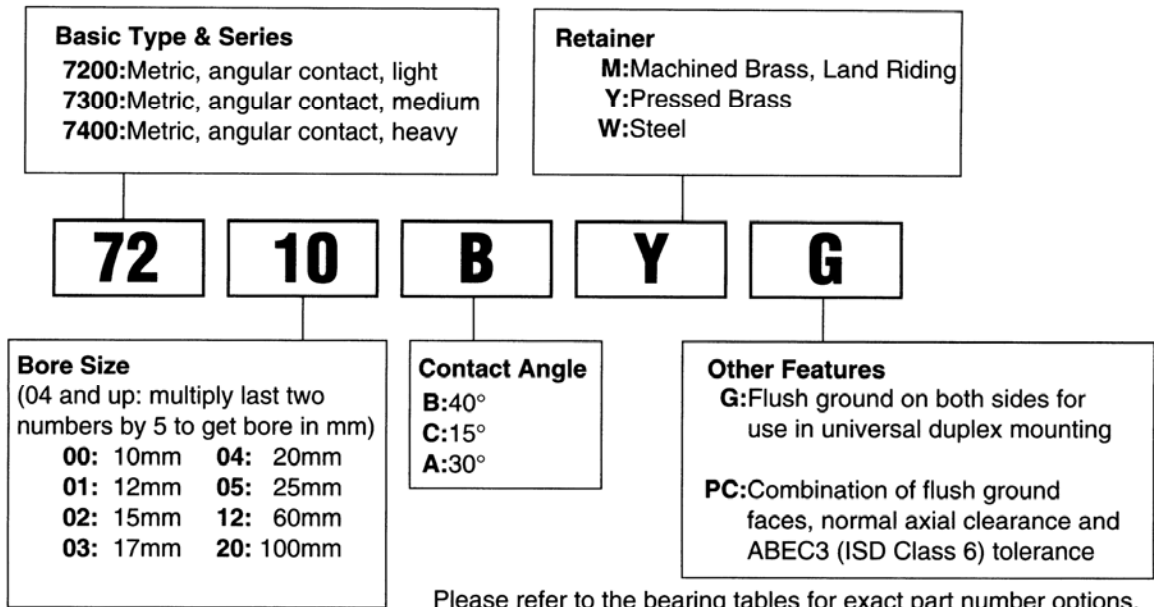 Basic Type & Series
7200:Metric, angular contact, light
7300:Metric, angular contact, medium
7400:Metric, angular contact, heavy
Retainer
M:Machined Brass, Land Riding
Y:Pressed Brass
W:Steel
72 10 B Y G
Bore Size
(04 and up: multiply last two
numbers by 5 to get bore in mm)
00: 10mm 04: 20mm
01: 12mm 05: 25mm
02: 15mm 12: 60mm
03: 17mm 20: 100mm
Contact Angle
B:40°
C:15°
A:30°
Other Features
G:Flush ground on both sides for
use in universal duplex mounting
PC:Combination of flush ground
faces, normal axial clearance and
ABEC3 (ISD Class 6) tolerance
Please refer to the bearing tables for exact part number options.